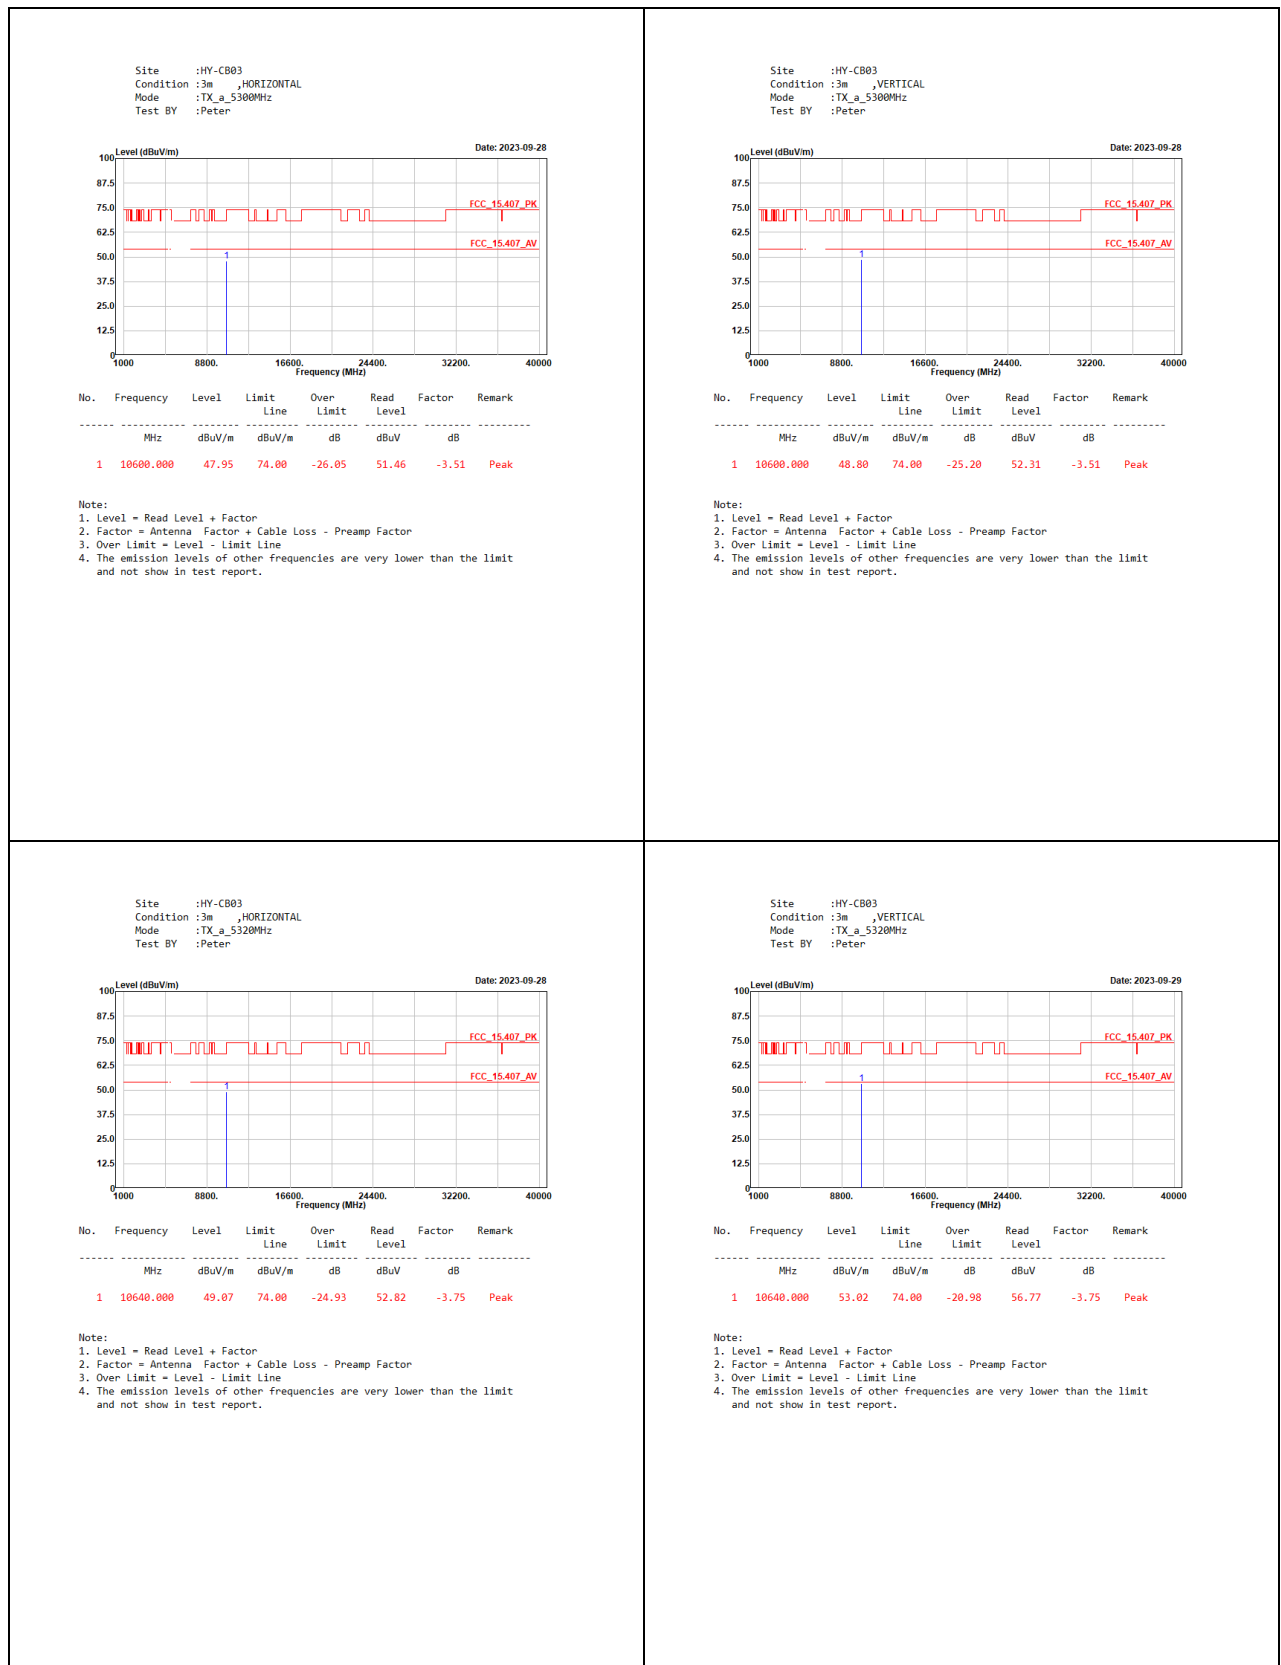 Site      :HY-CB03
Condition :3m    ,HORIZONTAL
Mode      :TX_a_5300MHz
Test BY   :Peter
Level (dBuV/m)
Date: 2023-09-28
100
87.5
75.0
FCC_15.407_PK
62.5
FCC_15.407_AV
50.0
1
37.5
25.0
12.5
0
1000 8800. 16600. 24400. 32200. 40000
Frequency (MHz)
No. Frequency Level Limit Over Read Factor Remark
Line Limit Level
------ ----------- -------- --------- --------- --------- -------- ---------
MHz dBuV/m dBuV/m dB dBuV dB
1 10600.000 47.95 74.00 -26.05 51.46 -3.51 Peak
Note:
1. Level = Read Level + Factor
2. Factor = Antenna  Factor + Cable Loss - Preamp Factor
3. Over Limit = Level - Limit Line
4. The emission levels of other frequencies are very lower than the limit
and not show in test report.
Site      :HY-CB03
Condition :3m    ,VERTICAL
Mode      :TX_a_5300MHz
Test BY   :Peter
Level (dBuV/m)
Date: 2023-09-28
100
87.5
75.0
FCC_15.407_PK
62.5
FCC_15.407_AV
50.0
1
37.5
25.0
12.5
0
1000 8800. 16600. 24400. 32200. 40000
Frequency (MHz)
No. Frequency Level Limit Over Read Factor Remark
Line Limit Level
------ ----------- -------- --------- --------- --------- -------- ---------
MHz dBuV/m dBuV/m dB dBuV dB
1 10600.000 48.80 74.00 -25.20 52.31 -3.51 Peak
Note:
1. Level = Read Level + Factor
2. Factor = Antenna  Factor + Cable Loss - Preamp Factor
3. Over Limit = Level - Limit Line
4. The emission levels of other frequencies are very lower than the limit
and not show in test report.
Site      :HY-CB03
Condition :3m    ,HORIZONTAL
Mode      :TX_a_5320MHz
Test BY   :Peter
Level (dBuV/m)
Date: 2023-09-28
100
87.5
75.0
FCC_15.407_PK
62.5
FCC_15.407_AV
50.0
1
37.5
25.0
12.5
0
1000 8800. 16600. 24400. 32200. 40000
Frequency (MHz)
No. Frequency Level Limit Over Read Factor Remark
Line Limit Level
------ ----------- -------- --------- --------- --------- -------- ---------
MHz dBuV/m dBuV/m dB dBuV dB
1 10640.000 49.07 74.00 -24.93 52.82 -3.75 Peak
Note:
1. Level = Read Level + Factor
2. Factor = Antenna  Factor + Cable Loss - Preamp Factor
3. Over Limit = Level - Limit Line
4. The emission levels of other frequencies are very lower than the limit
and not show in test report.
Site      :HY-CB03
Condition :3m    ,VERTICAL
Mode      :TX_a_5320MHz
Test BY   :Peter
Level (dBuV/m)
Date: 2023-09-29
100
87.5
75.0
FCC_15.407_PK
62.5
FCC_15.407_AV
1
50.0
37.5
25.0
12.5
0
1000 8800. 16600. 24400. 32200. 40000
Frequency (MHz)
No. Frequency Level Limit Over Read Factor Remark
Line Limit Level
------ ----------- -------- --------- --------- --------- -------- ---------
MHz dBuV/m dBuV/m dB dBuV dB
1 10640.000 53.02 74.00 -20.98 56.77 -3.75 Peak
Note:
1. Level = Read Level + Factor
2. Factor = Antenna  Factor + Cable Loss - Preamp Factor
3. Over Limit = Level - Limit Line
4. The emission levels of other frequencies are very lower than the limit
and not show in test report.